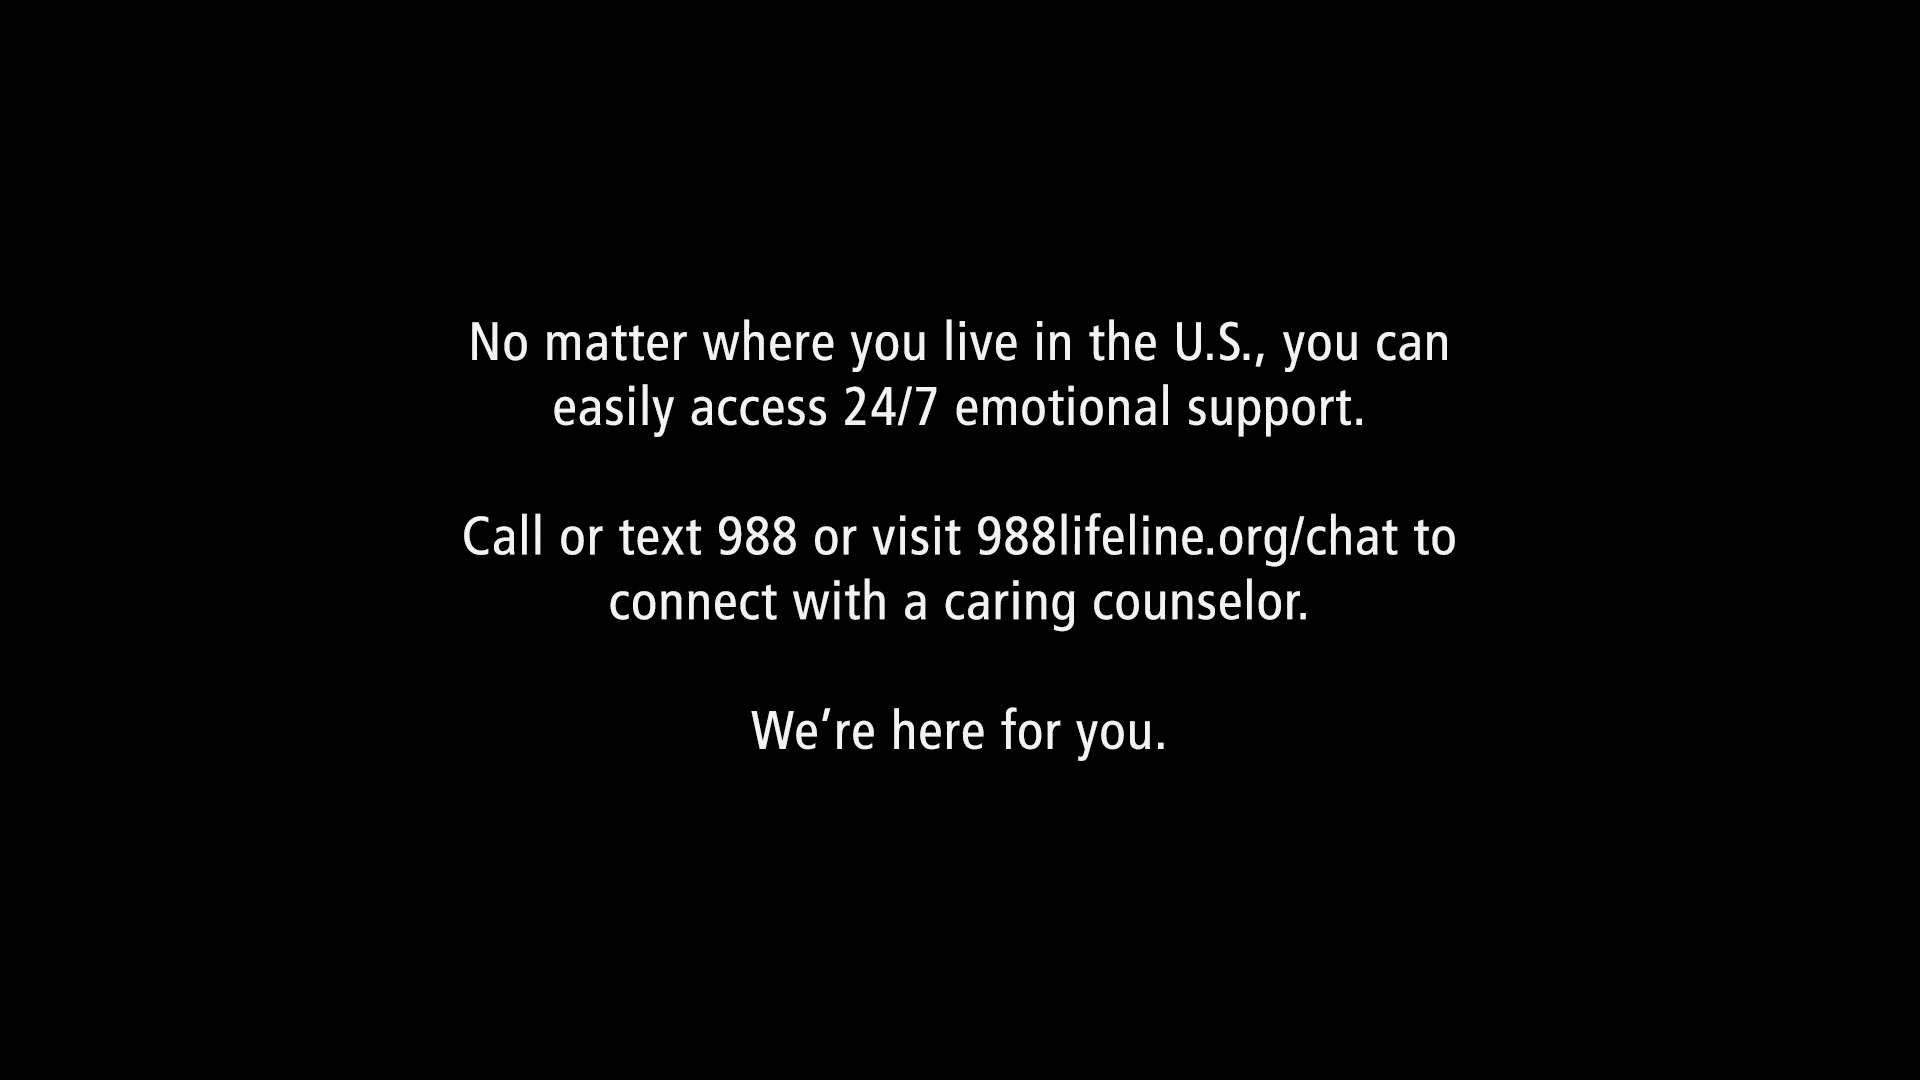 No matter where you live in the U.S., you can
easily access 24/7 emotional support.
Call or text 988 or visit 988lifeline.org/chat to
connect with a caring counselor.
We’re here for you.